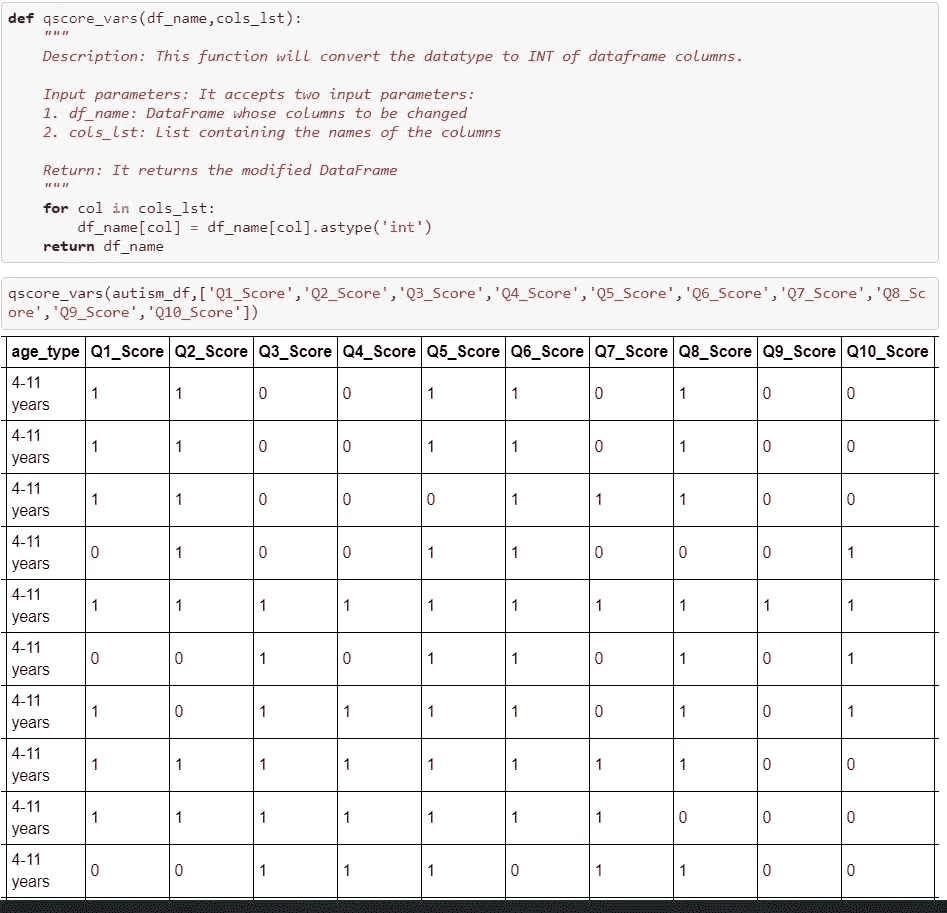 def qscore_vars(df_name,cols_lst):
"""
Description: This function will convert the datatype to INT of dataframe columns.
Input parameters: It accepts two input parameters:
1. df_name: DataFrame whose columns to be changed
2. cols_lst: List containing the names of the columns
Return: It returns the modified DataFrame
"""
for col in cols_lst:
df_name[col] = df_name[col].astype('int')
return df_name
qscore_vars(autism_df,['Q1_Score','Q2_Score','Q3_Score','Q4_Score','Q5_Score','Q6_Score','Q7_Score','Q8_Sc
ore','Q9_Score','Q10_Score'])
age_type Q1_Score Q2_Score Q3_Score Q4_Score Q5_Score Q6_Score Q7_Score Q8_Score Q9_Score Q10_Score
4-11
years 1 1 0 0 1 1 0 1 0 0
4-11
years 1 1 0 0 1 1 0 1 0 0
4-11
years 1 1 0 0 0 1 1 1 0 0
4-11
years 0 1 0 0 1 1 0 0 0 1
4-11
years 1 1 1 1 1 1 1 1 1 1
4-11
years 0 0 1 0 1 1 0 1 0 1
4-11
years 1 0 1 1 1 1 0 1 0 1
4-11
years 1 1 1 1 1 1 1 1 0 0
4-11
years 1 1 1 1 1 1 1 0 0 0
4-11
years 0 0 1 1 1 0 1 1 0 0